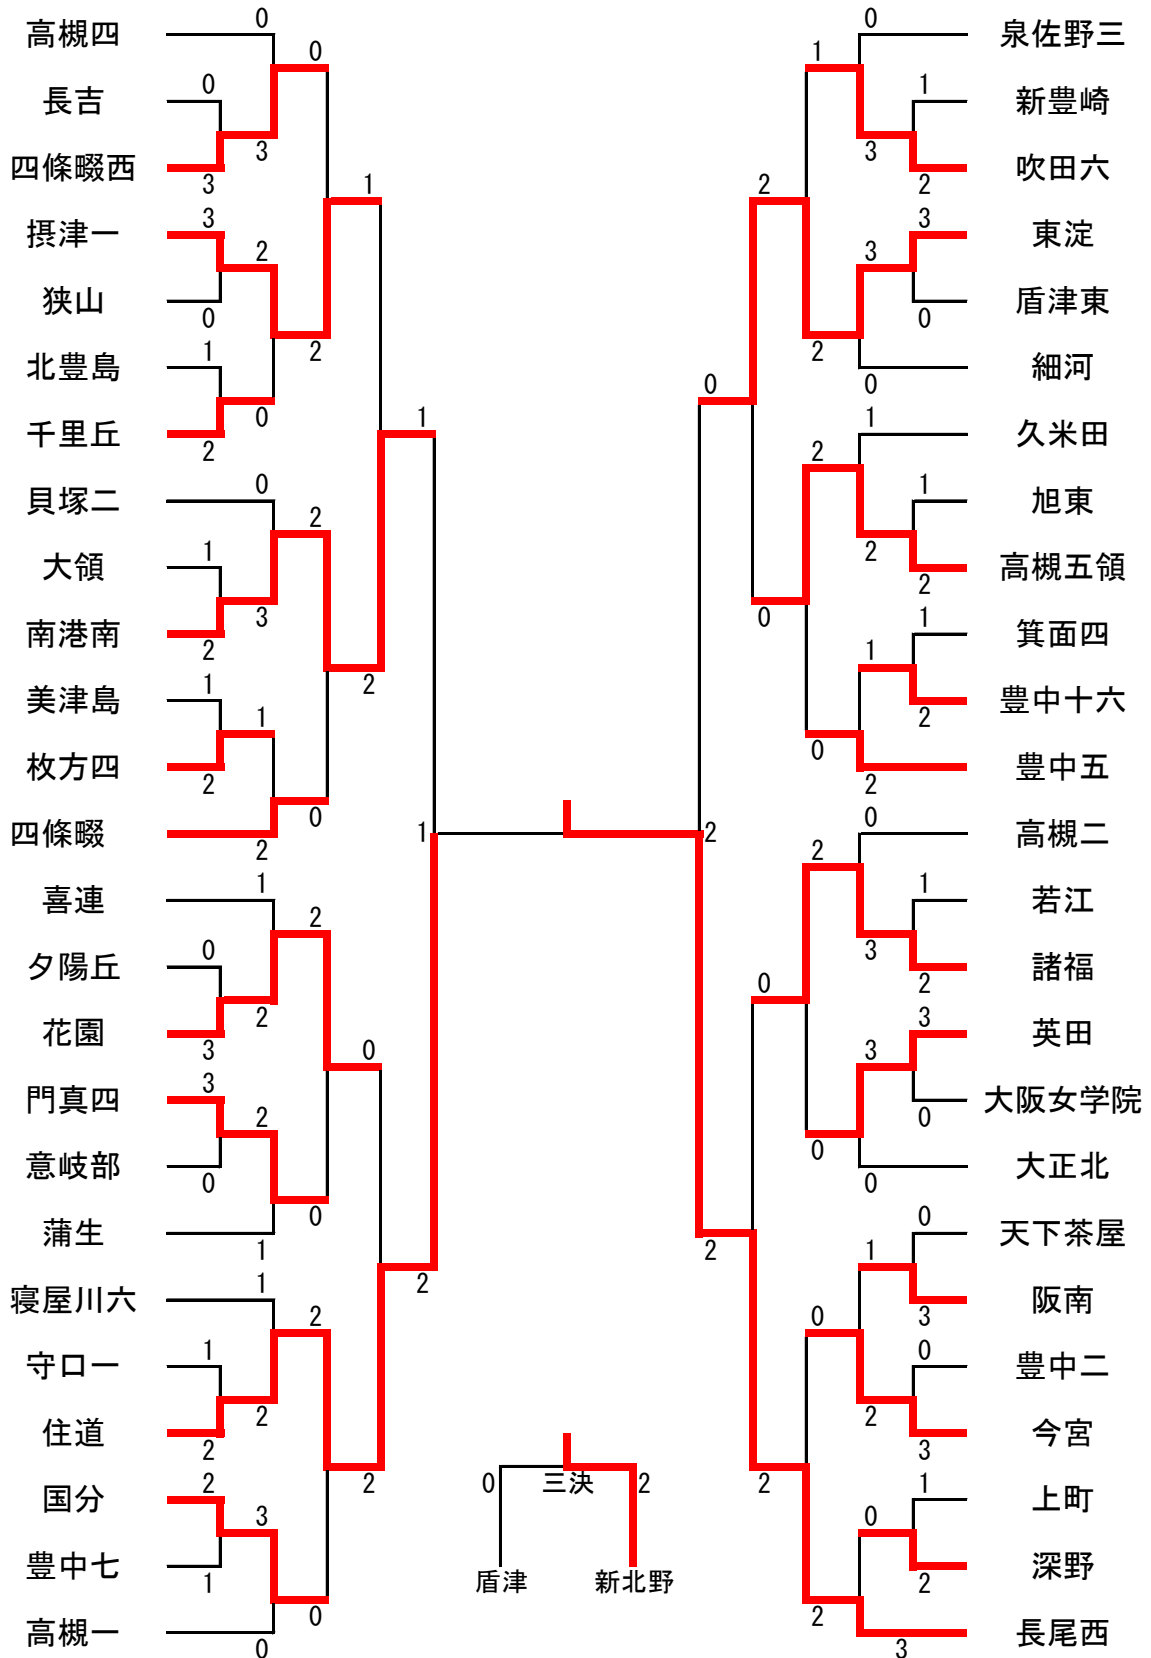 高槻四
0
0
長吉
0
3
四條畷西
3
摂津一
3
2
1
狭山
0
2
北豊島
1
0
千里丘
2
1
貝塚二
0
2
大領
1
3
南港南
2
2
美津島
1
1
枚方四
2
0
四條畷
2
1
喜連
1
2
夕陽丘
0
2
花園
3
0
門真四
3
2
意岐部
0
0
蒲生
1
寝屋川六
1
2
2
守口一
1
2
住道
2
2
国分
2
3
豊中七
1
0
高槻一
0
0
泉佐野三
1
1
新豊崎
3
2
吹田六
2
3
東淀
3
0
盾津東
2
0
細河
0
1
久米田
2
1
旭東
2
2
高槻五領
0
1
箕面四
1
2
豊中十六
0
2
豊中五
2
0
高槻二
2
1
若江
3
2
諸福
0
3
英田
3
0
大阪女学院
0
0
大正北
2
0
天下茶屋
1
3
阪南
0
0
豊中二
2
3
今宮
2
1
上町
0
2
深野
2
3
長尾西
0
三決
2
盾津
新北野